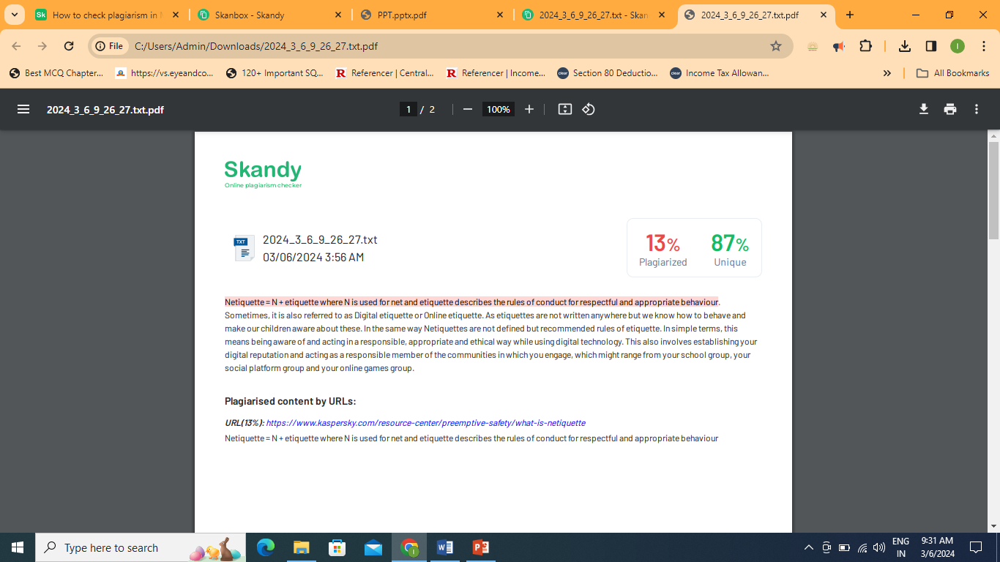 Sk How to check plagiarism in
Skanbox - Skandy
PPT.pptx.pdf
2024_3_6_9_26_27.txt - Skan
2024_3_6_9_26_27.txt.pdf
File C:/Users/Admin/Downloads/2024_3_6_9_26_27.txt.pdf
I
Best MCQ Chapter... https://vs.eyeandco... 120+ Important SQ... R Referencer | Central... R Referencer | Income... clear Section 80 Deductio... clear Income Tax Allowan... All Bookmarks
2024_3_6_9_26_27.txt.pdf 1 / 2 100%
Skandy
Online plagiarism checker
TXT
2024_3_6_9_26_27.txt
03/06/2024 3:56 AM
13% 87%
Plagiarized Unique
Netiquette = N + etiquette where N is used for net and etiquette describes the rules of conduct for respectful and appropriate behaviour.
Sometimes, it is also referred to as Digital etiquette or Online etiquette. As etiquettes are not written anywhere but we know how to behave and
make our children aware about these. In the same way Netiquettes are not defined but recommended rules of etiquette. In simple terms, this
means being aware of and acting in a responsible, appropriate and ethical way while using digital technology. This also involves establishing your
digital reputation and acting as a responsible member of the communities in which you engage, which might range from your school group, your
social platform group and your online games group.
Plagiarised content by URLs:
URL(13%): https://www.kaspersky.com/resource-center/preemptive-safety/what-is-netiquette
Netiquette = N + etiquette where N is used for net and etiquette describes the rules of conduct for respectful and appropriate behaviour
Type here to search
ENG
IN
9:31 AM
3/6/2024